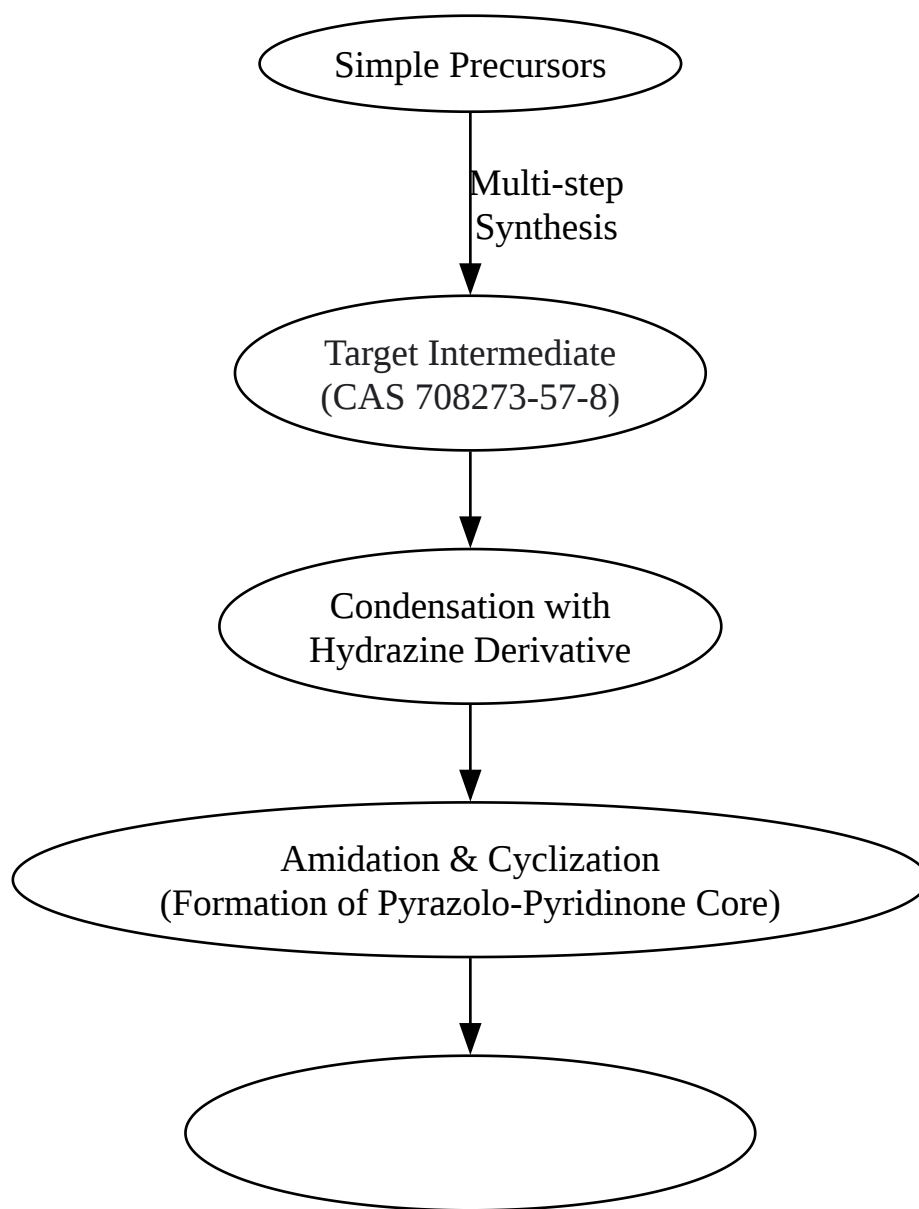 Simple Precursors
Multi-step
Synthesis
Target Intermediate
(CAS 708273-57-8)
Condensation with
Hydrazine Derivative
Amidation & Cyclization
(Formation of Pyrazolo-Pyridinone Core)